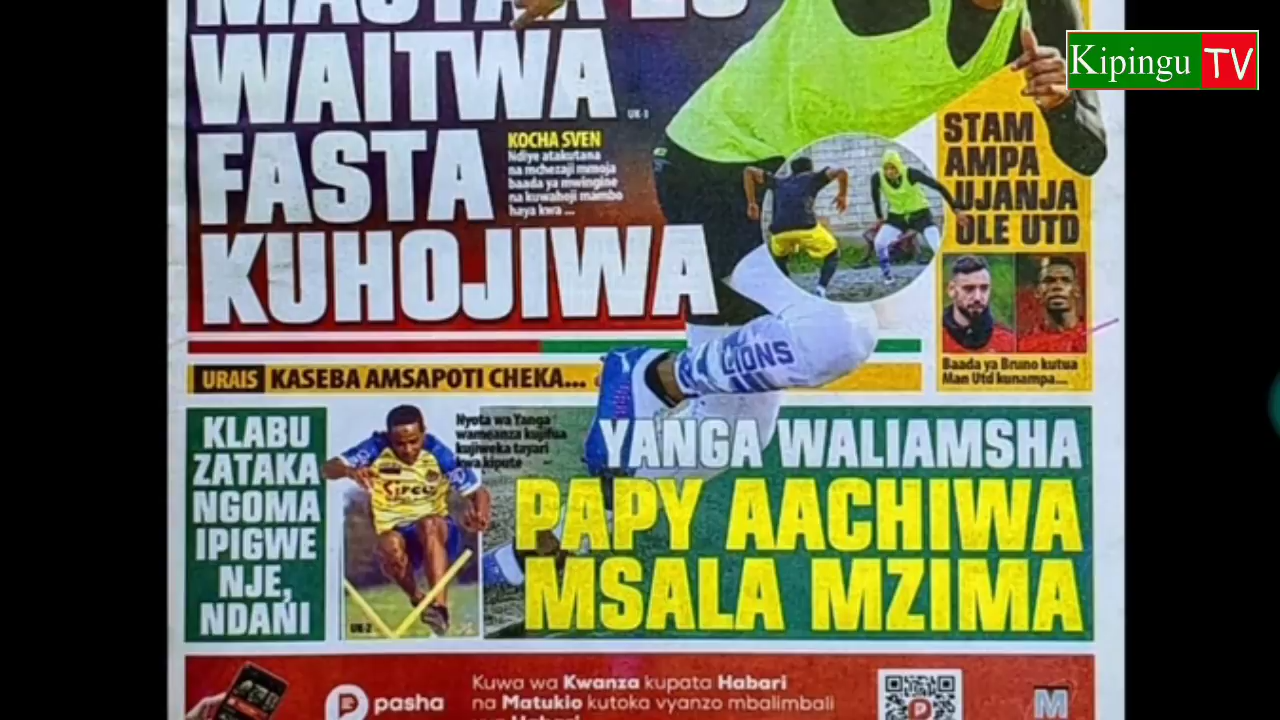 Kipingu TV
WAITWA
FASTA
KUHOJIWA
UK-3
KOCHA SVEN
Ndiye atakutana
na mchezaji mmoja
baada ya mwingine
na kuwahoji mambo
haya kwa ...
STAM
AMPA
UJANJA
OLE UTD
Baada ya Bruno kutua
Man Utd kunampa...
LIONS
URAIS KASEBA AMSAPOTI CHEKA...
KLABU
ZATAKA
NGOMA
IPIGWE
NJE,
NDANI
Nyota wa Yanga
wameanza kujifua
kujiweka tayari
kwa kipute
UK-2
YANGA WALIAMSHA
PAPY AACHIWA
MSALA MZIMA
pasha
Kuwa wa Kwanza kupata Habari
na Matukio kutoka vyanzo mbalimbali
Habari
M